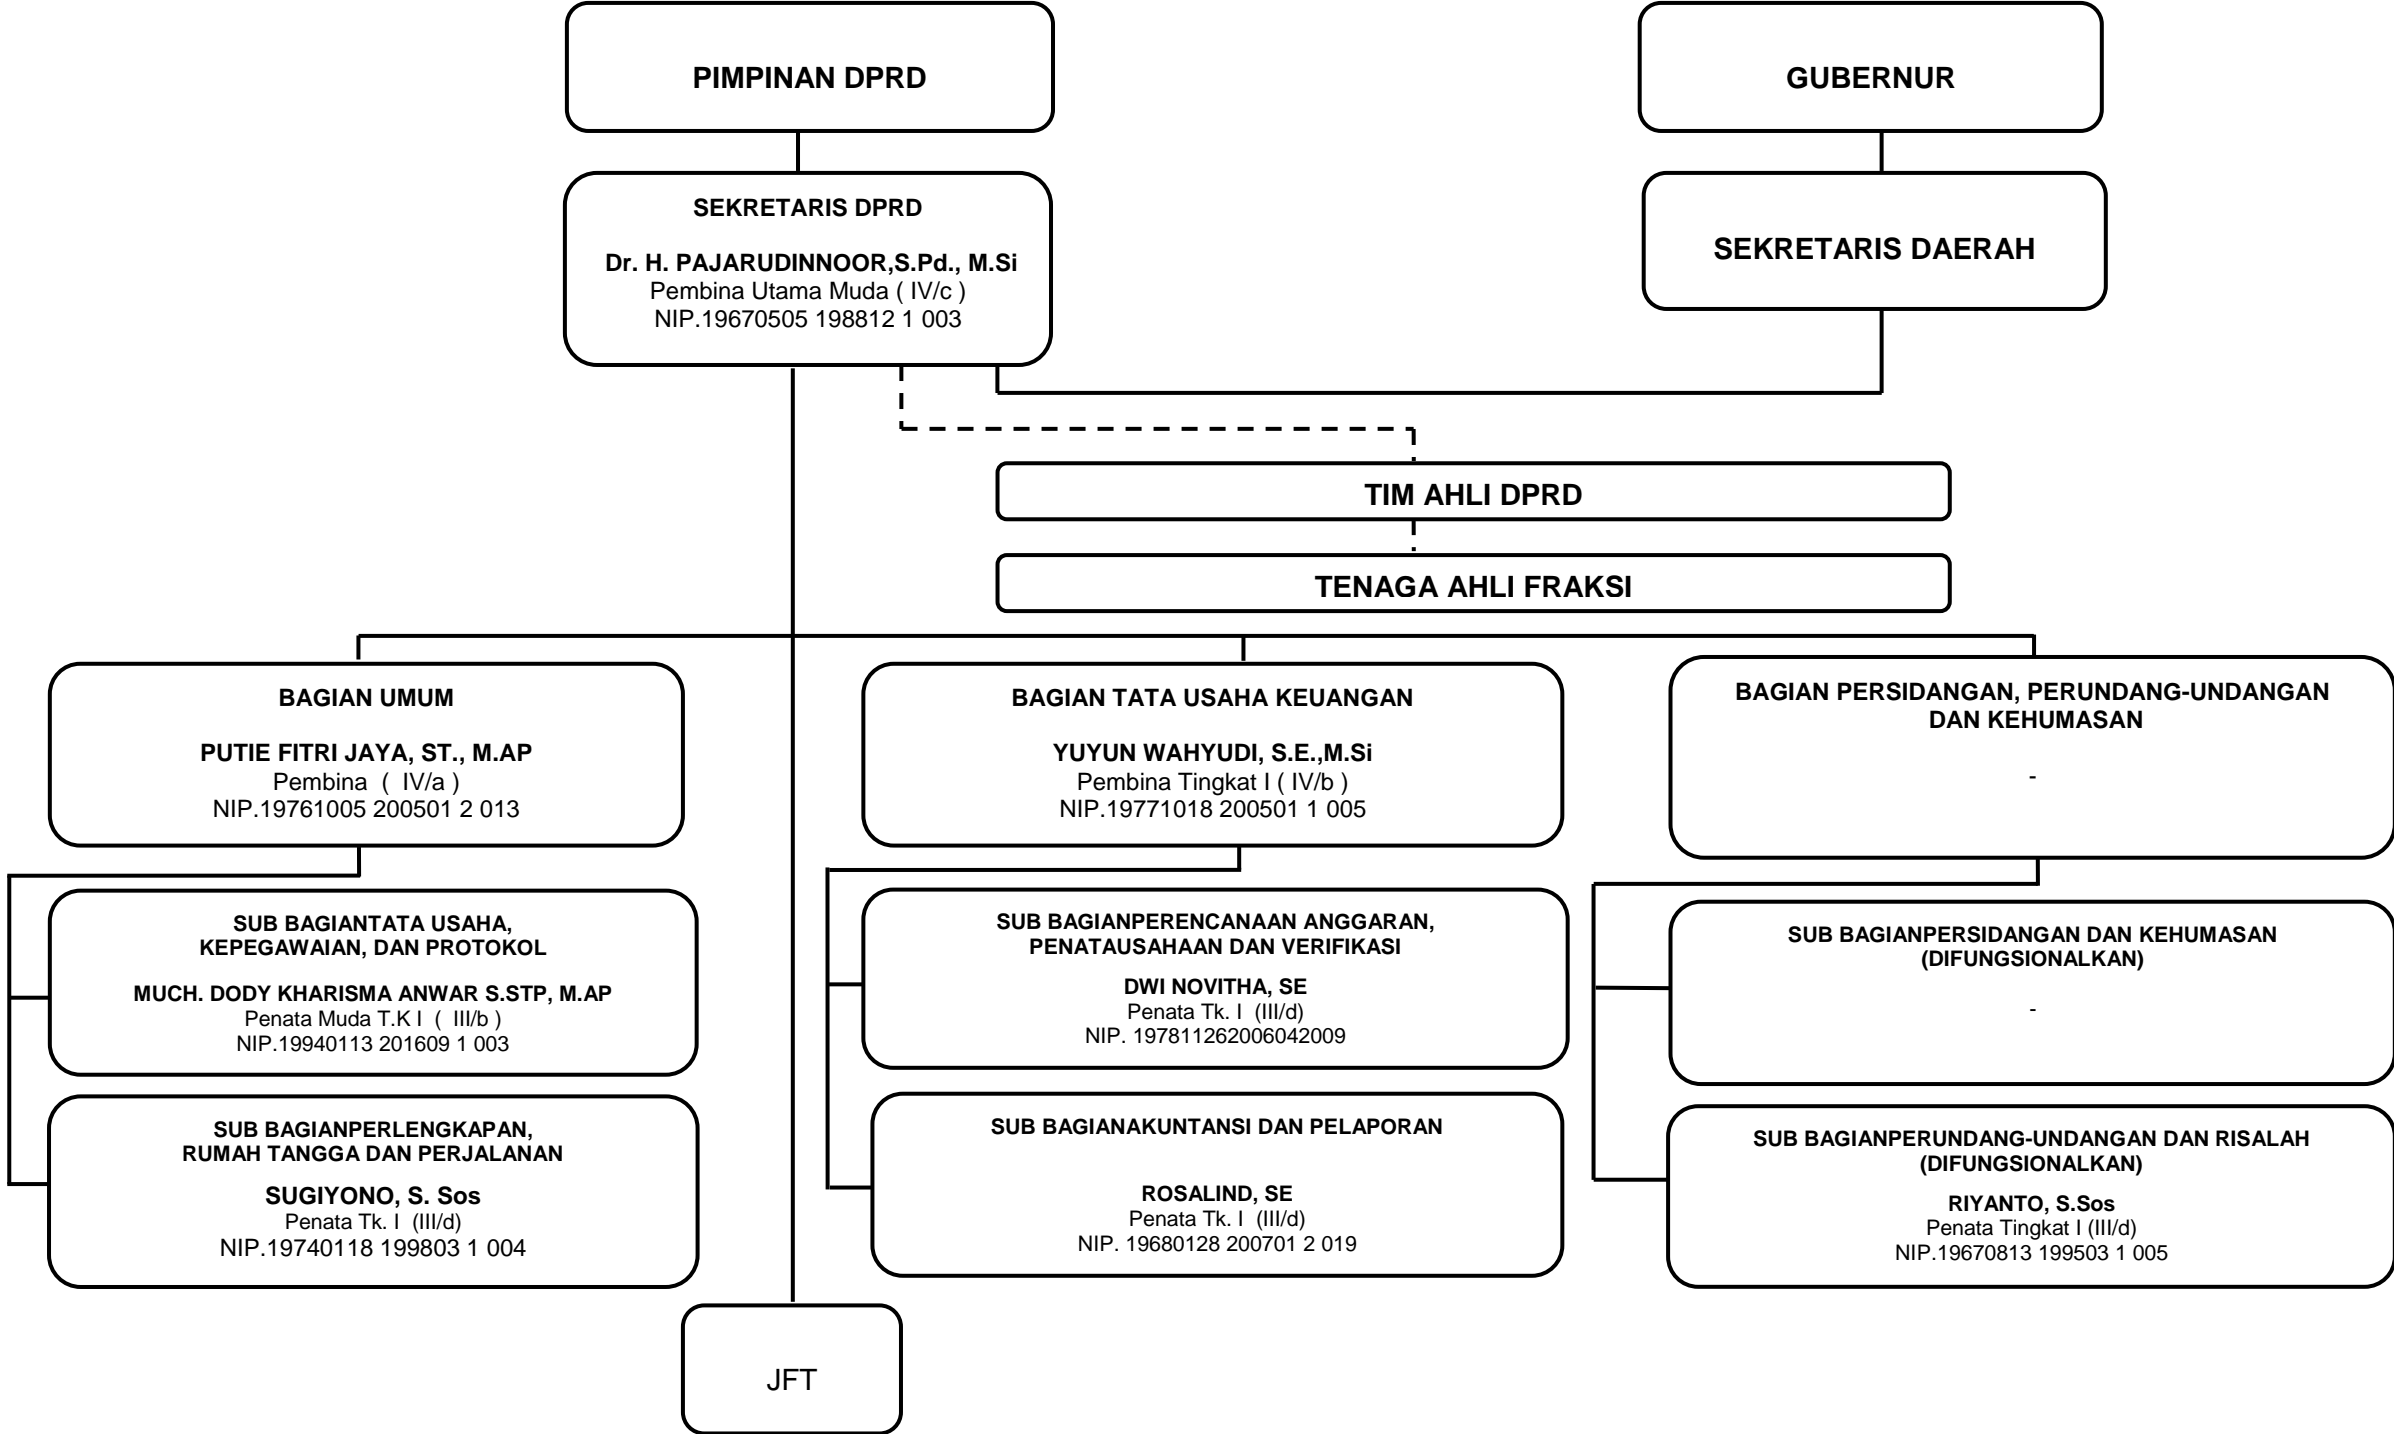 PIMPINAN DPRD
GUBERNUR
SEKRETARIS DPRD
Dr. H. PAJARUDINNOOR,S.Pd., M.Si
Pembina Utama Muda ( IV/c )
NIP.19670505 198812 1 003
SEKRETARIS DAERAH
TIM AHLI DPRD
TENAGA AHLI FRAKSI
BAGIAN UMUM
PUTIE FITRI JAYA, ST., M.AP
Pembina ( IV/a )
NIP.19761005 200501 2 013
BAGIAN TATA USAHA KEUANGAN
YUYUN WAHYUDI, S.E.,M.Si
Pembina Tingkat I ( IV/b )
NIP.19771018 200501 1 005
BAGIAN PERSIDANGAN, PERUNDANG-UNDANGAN
DAN KEHUMASAN
-
SUB BAGIANTATA USAHA,
KEPEGAWAIAN, DAN PROTOKOL
MUCH. DODY KHARISMA ANWAR S.STP, M.AP
Penata Muda T.K I ( III/b )
NIP.19940113 201609 1 003
SUB BAGIANPERENCANAAN ANGGARAN,
PENATAUSAHAAN DAN VERIFIKASI
DWI NOVITHA, SE
Penata Tk. I (III/d)
NIP. 197811262006042009
SUB BAGIANPERSIDANGAN DAN KEHUMASAN
(DIFUNGSIONALKAN)
-
SUB BAGIANPERLENGKAPAN,
RUMAH TANGGA DAN PERJALANAN
SUGIYONO, S. Sos
Penata Tk. I (III/d)
NIP.19740118 199803 1 004
SUB BAGIANAKUNTANSI DAN PELAPORAN
ROSALIND, SE
Penata Tk. I (III/d)
NIP. 19680128 200701 2 019
SUB BAGIANPERUNDANG-UNDANGAN DAN RISALAH
(DIFUNGSIONALKAN)
RIYANTO, S.Sos
Penata Tingkat I (III/d)
NIP.19670813 199503 1 005
JFT